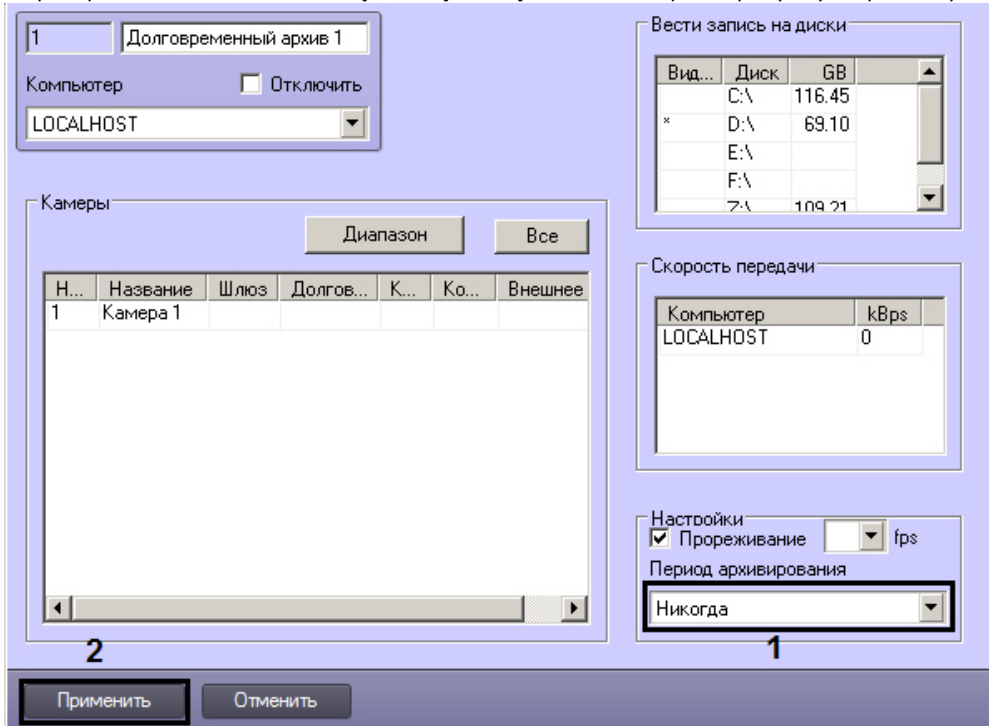 1 Долговременный архив 1
Компьютер Отключить
LOCALHOST
Камеры
Диапазон Все
Н... Название Шлюз Долгов... К... Ко... Внешнее
1 Камера 1
Вести запись на диски
Вид... Диск GB
C:\ 116.45
* D:\ 69.10
E:\
F:\
Z:\ 109.21
Скорость передачи
Компьютер kBps
LOCALHOST 0
Настройки
Прореживание fps
Период архивирования
Никогда
1
2
Применить Отменить